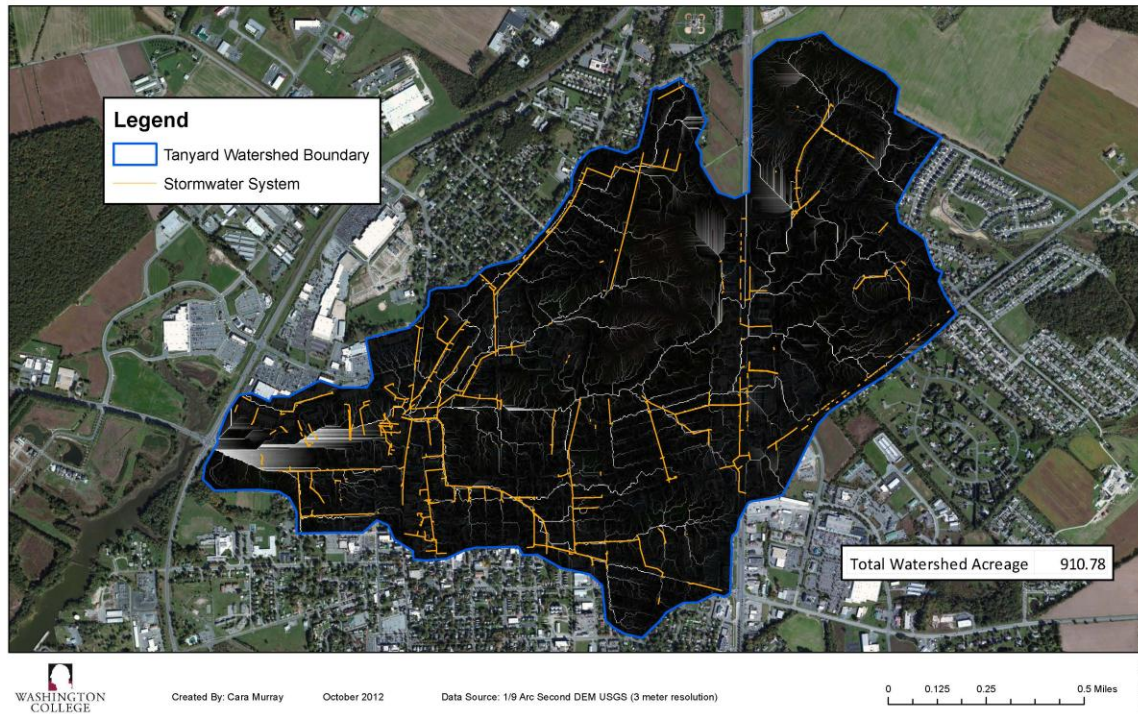 Legend
Tanyard Watershed Boundary
Stormwater System
Total Watershed Acreage 910.78
WASHINGTON
COLLEGE
Created By: Cara Murray October 2012 Data Source: 1/9 Arc Second DEM USGS (3 meter resolution)
0 0.125 0.25 0.5 Miles